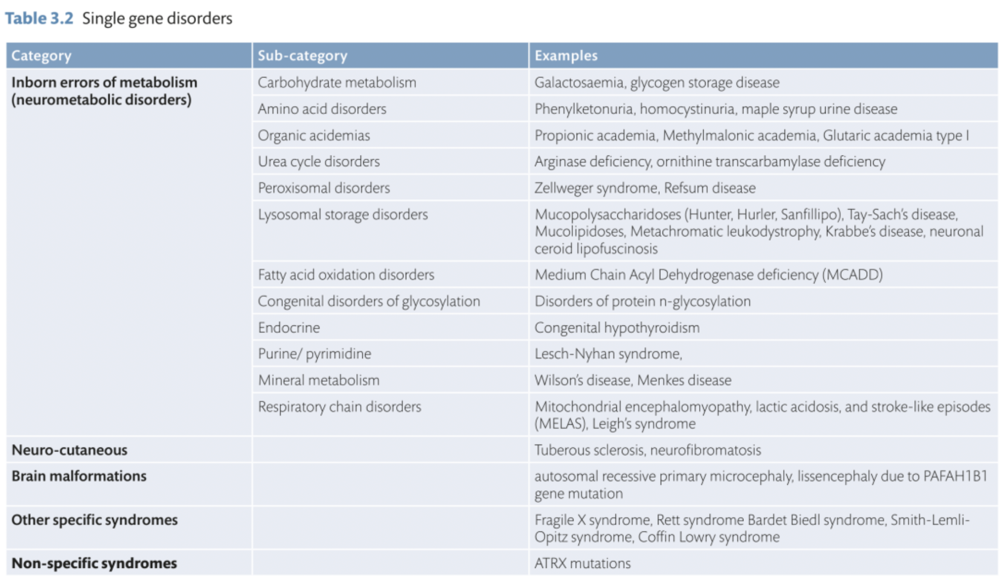 Table 3.2 Single gene disorders
Category Sub-category Examples
Inborn errors of metabolism
(neurometabolic disorders)
Carbohydrate metabolism Galactosaemia, glycogen storage disease
Amino acid disorders Phenylketonuria, homocystinuria, maple syrup urine disease
Organic acidemias Propionic academia, Methylmalonic academia, Glutaric academia type I
Urea cycle disorders Arginase deficiency, ornithine transcarbamylase deficiency
Peroxisomal disorders Zellweger syndrome, Refsum disease
Lysosomal storage disorders Mucopolysaccharidoses (Hunter, Hurler, Sanfillipo), Tay-Sach's disease,
Mucolipidoses, Metachromatic leukodystrophy, Krabbe's disease, neuronal
ceroid lipofuscinosis
Fatty acid oxidation disorders Medium Chain Acyl Dehydrogenase deficiency (MCADD)
Congenital disorders of glycosylation Disorders of protein n-glycosylation
Endocrine Congenital hypothyroidism
Purine/ pyrimidine Lesch-Nyhan syndrome,
Mineral metabolism Wilson's disease, Menkes disease
Respiratory chain disorders Mitochondrial encephalomyopathy, lactic acidosis, and stroke-like episodes
(MELAS), Leigh's syndrome
Neuro-cutaneous Tuberous sclerosis, neurofibromatosis
Brain malformations autosomal recessive primary microcephaly, lissencephaly due to PAFAH1B1
gene mutation
Other specific syndromes Fragile X syndrome, Rett syndrome Bardet Biedl syndrome, Smith-Lemli-
Opitz syndrome, Coffin Lowry syndrome
Non-specific syndromes ATRX mutations